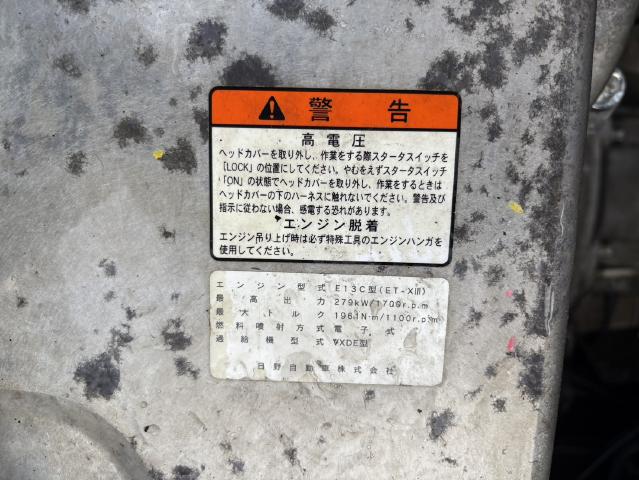 警告
高電圧
ヘッドカバーを取り外し、作業をする際スタータスイッチを
「LOCK」の位置にしてください。やむをえずスタータスイッチ
「ON」の状態でヘッドカバーを取り外し、作業をするときは
ヘッドカバーの下のハーネスに触れないでください。警告及び
指示に従わない場合、感電する恐れがあります。
エンジン脱着
エンジン吊り上げ時は必ず特殊工具のエンジンハンガを
使用してください。
エンジン型式 E13C型(ET-XⅢ)
最高出力 279kW/1700r.p.m
最大トルク 1961N·m/1100r.p.m
燃料噴射方式 電子式
過給機型式 VXDE型
日野自動車株式会社